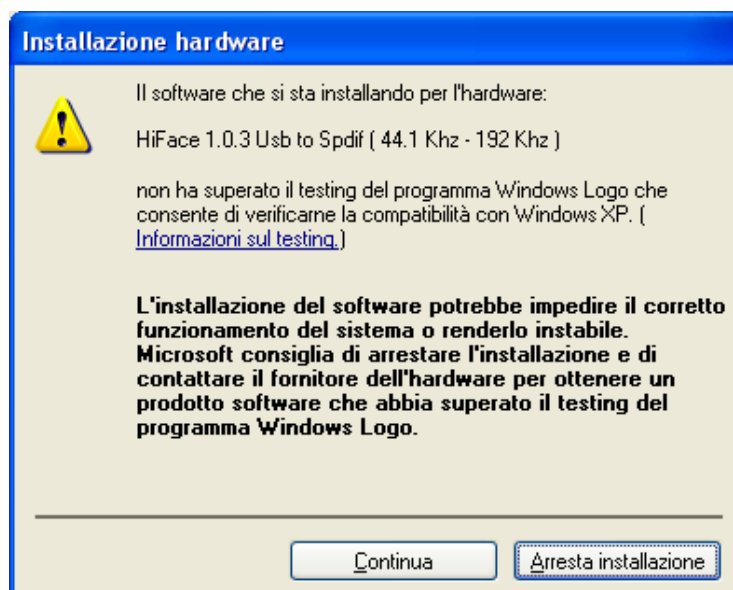 Installazione hardware
Il software che si sta installando per l'hardware:
HiFace 1.0.3 Usb to Spdif ( 44.1 Khz - 192 Khz )
non ha superato il testing del programma Windows Logo che
consente di verificarne la compatibilità con Windows XP. (
Informazioni sul testing.)
L'installazione del software potrebbe impedire il corretto
funzionamento del sistema o renderlo instabile.
Microsoft consiglia di arrestare l'installazione e di
contattare il fornitore dell'hardware per ottenere un
prodotto software che abbia superato il testing del
programma Windows Logo.
Continua
Arresta installazione